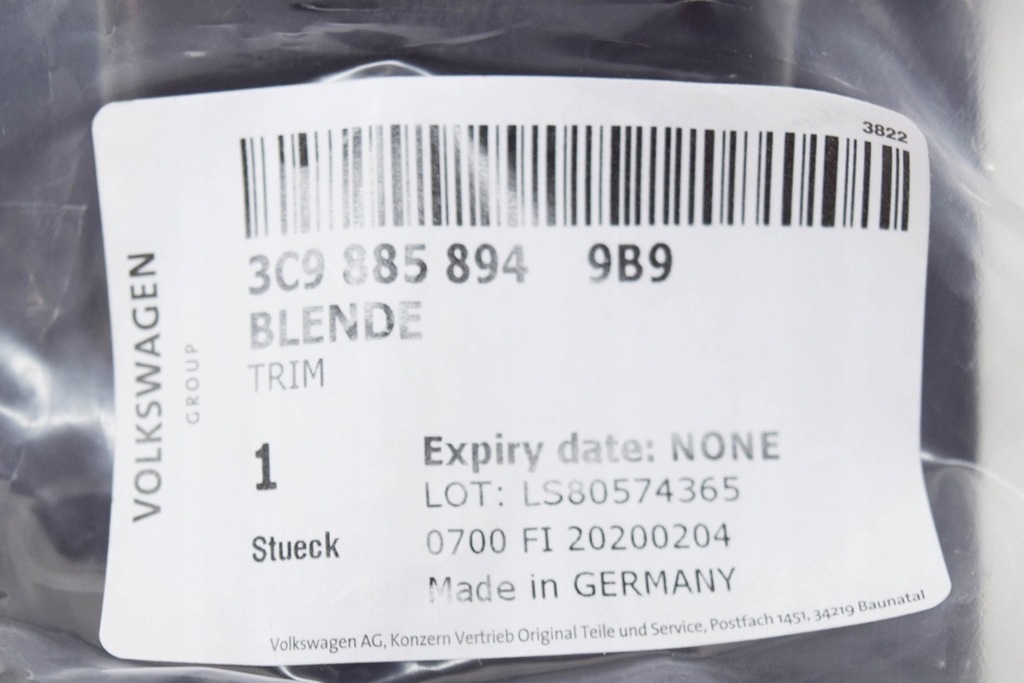 3822
3C9 885 894 9B9
BLENDE
TRIM
VOLKSWAGEN
GROUP
1
Stueck
Expiry date: NONE
LOT: LS80574365
0700 FI 20200204
Made in GERMANY
Volkswagen AG, Konzern Vertrieb Original Teile und Service, Postfach 1451, 34219 Baunatal